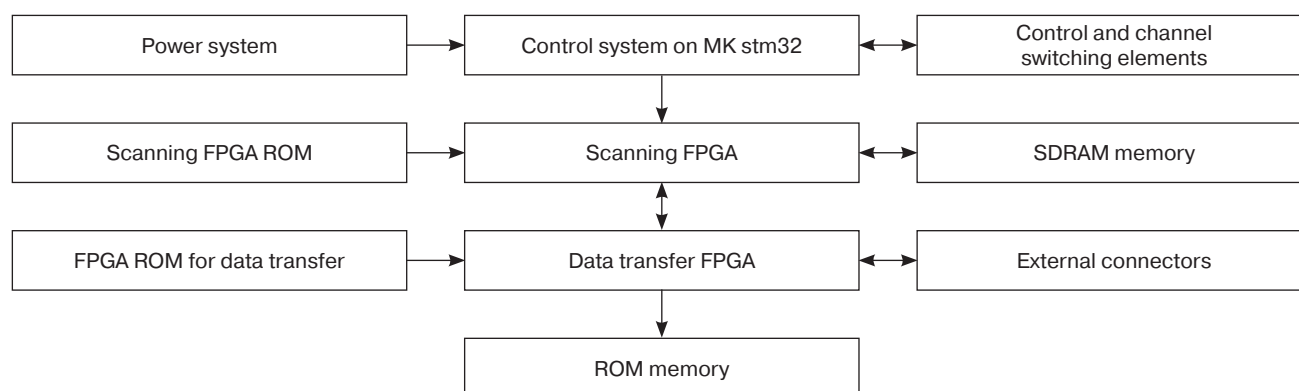 Power system
Control system on MK stm32
Control and channel
switching elements
Scanning FPGA ROM
Scanning FPGA
SDRAM memory
FPGA ROM for data transfer
Data transfer FPGA
External connectors
ROM memory